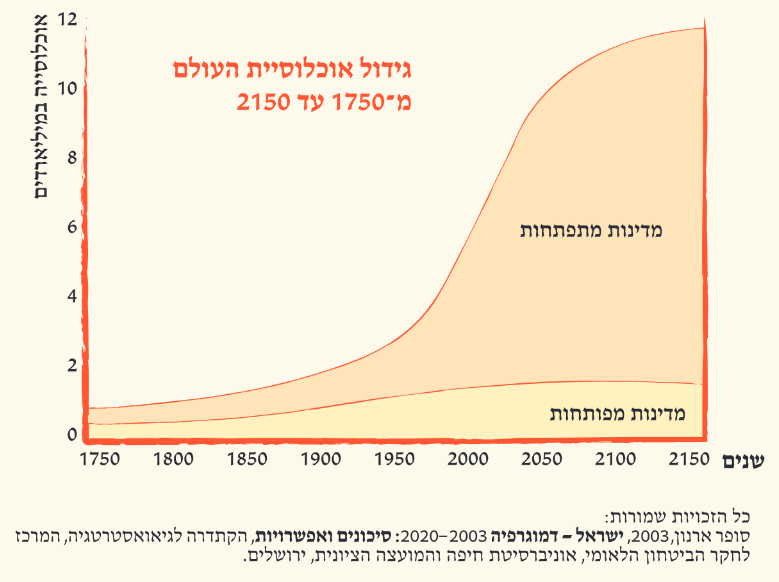 גידול אוכלוסיית העולם
מ־1750 עד 2150
אוכלוסייה במיליארדים
12
10
8
6
4
2
0
מדינות מתפתחות
מדינות מפותחות
1750 1800 1850 1900 1950 2000 2050 2100 2150 שנים
כל הזכויות שמורות:
סופר ארנון,2003, ישראל – דמוגרפיה 2003–2020: סיכונים ואפשרויות, הקתדרה לגיאואסטרטגיה, המרכז
לחקר הביטחון הלאומי, אוניברסיטת חיפה והמועצה הציונית, ירושלים.